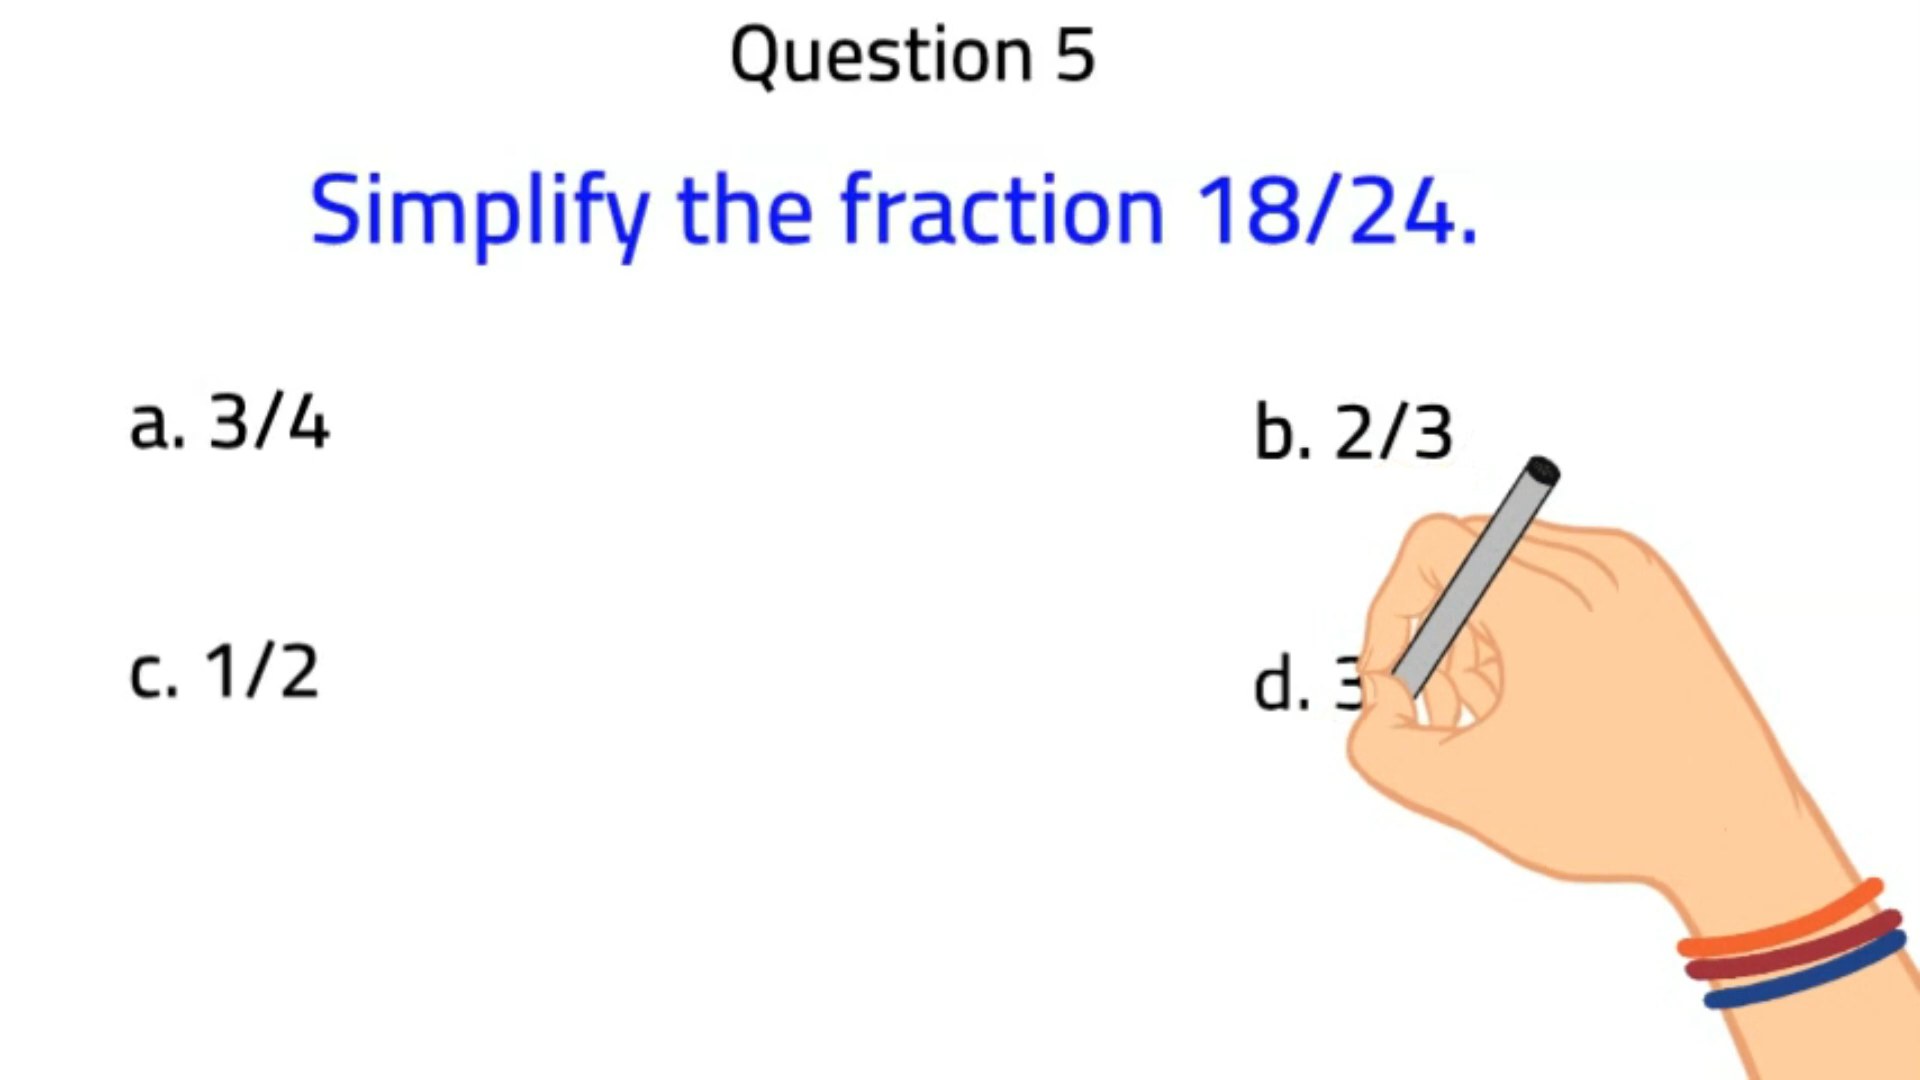 Question 5
Simplify the fraction 18/24.
a. 3/4
b. 2/3
c. 1/2
d. 3